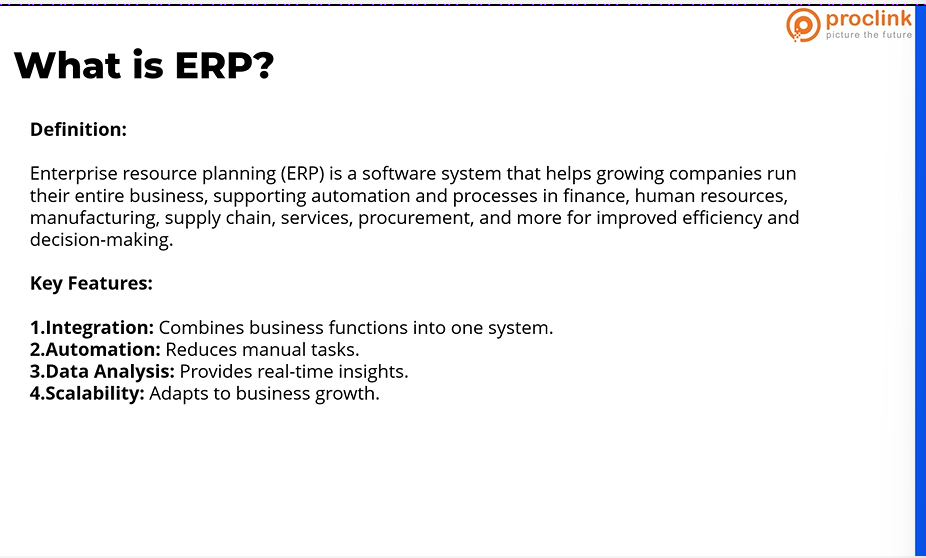 proclink
picture the future
What is ERP?
Definition:
Enterprise resource planning (ERP) is a software system that helps growing companies run
their entire business, supporting automation and processes in finance, human resources,
manufacturing, supply chain, services, procurement, and more for improved efficiency and
decision-making.
Key Features:
1.Integration: Combines business functions into one system.
2.Automation: Reduces manual tasks.
3.Data Analysis: Provides real-time insights.
4.Scalability: Adapts to business growth.